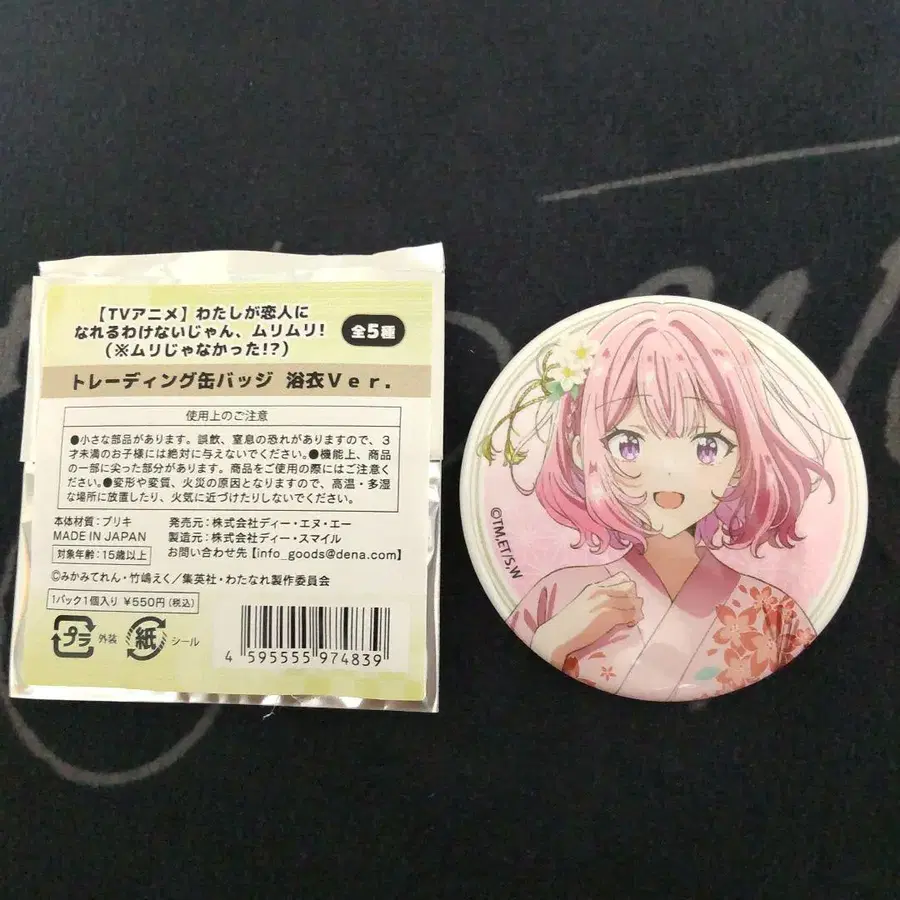 【TVアニメ】わたしが恋人に
なれるわけないじゃん、ムリムリ!
(※ムリじゃなかった!?)
全5種
トレーディング缶バッジ 浴衣Ver.
使用上のご注意
●小さな部品があります。誤飲、窒息の恐れがありますので、3
才未満のお子様には絶対に与えないでください。●機能上、商品
の一部に尖った部分があります。商品をご使用の際にはご注意くだ
さい。●変形や変質、火災の原因となりますので、高温・多湿
な場所に放置したり、火気に近づけたりしないでください。
本体材質:ブリキ
MADE IN JAPAN
対象年齢:15歳以上
発売元:株式会社ディー・エヌ・エー
製造元:株式会社ディー・スマイル
お問い合わせ先【info_goods@dena.com】
©みかみてれん・竹嶋えく/集英社・わたなれ製作委員会
1パック1個入り ¥550円(税込)
プラ 外装
紙 シール
4 595555 974839
©TM,ET/S,W